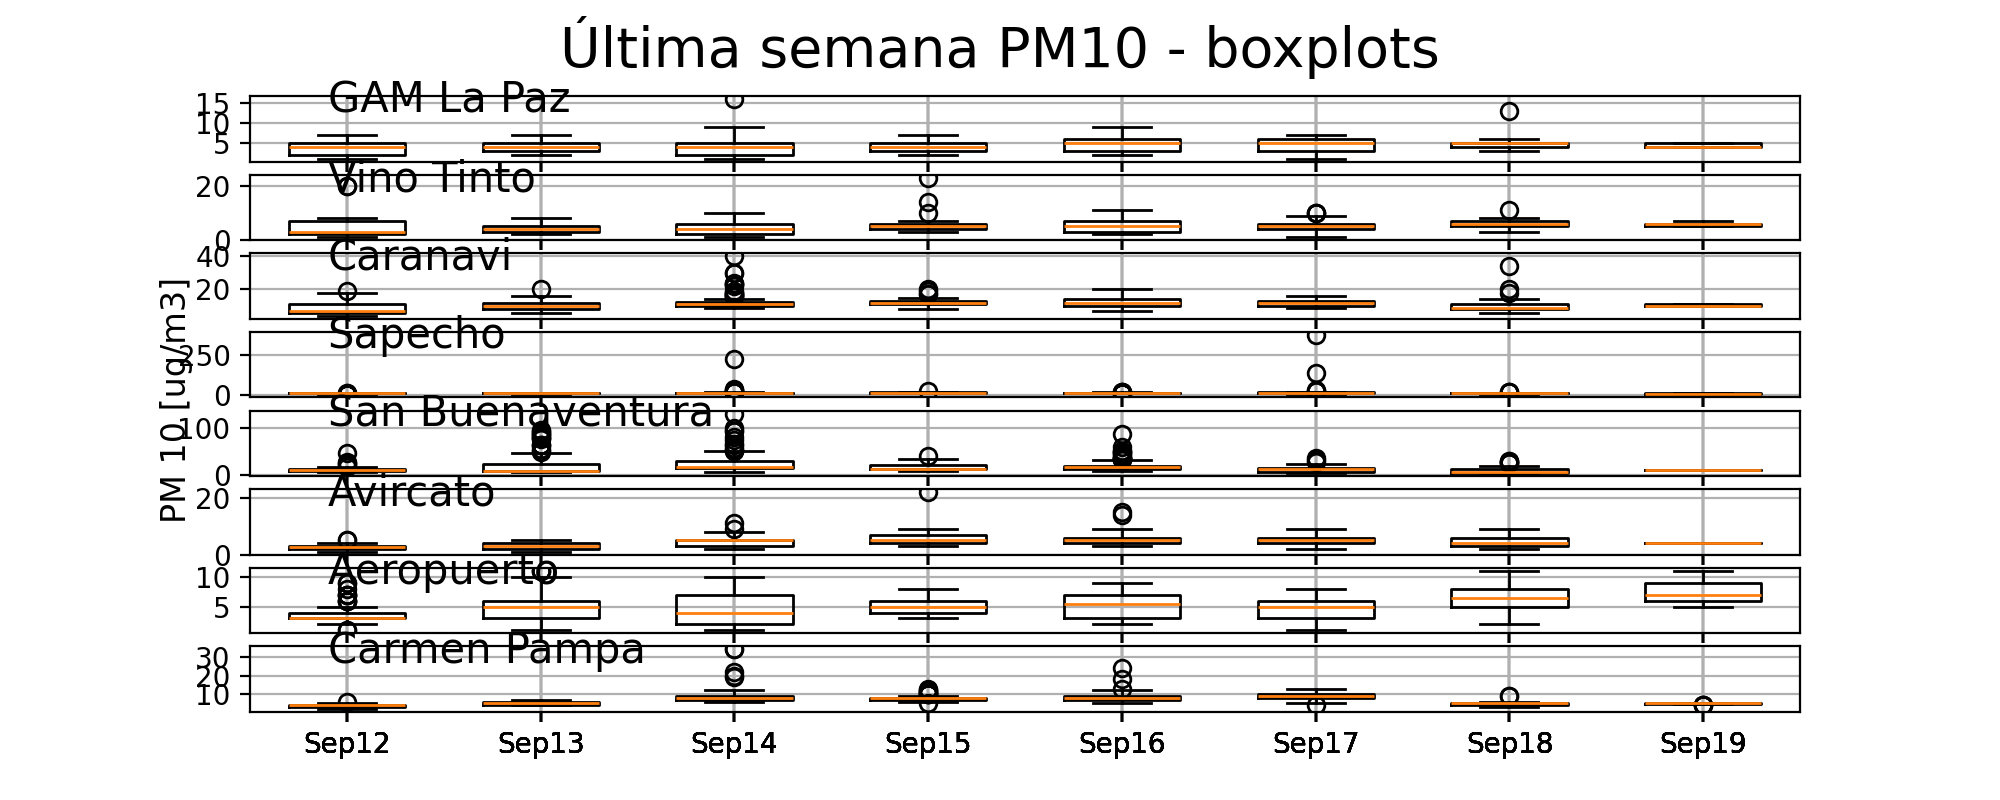 Última semana PM10 - boxplots
PM 10 [ug/m3]
GAM La Paz
15
10
5
Vino Tinto
20
0
Caranavi
40
20
Sapecho
250
0
San Buenaventura
100
0
Avircato
20
0
Aeropuerto
10
5
Carmen Pampa
30
20
10
Sep12 Sep13 Sep14 Sep15 Sep16 Sep17 Sep18 Sep19